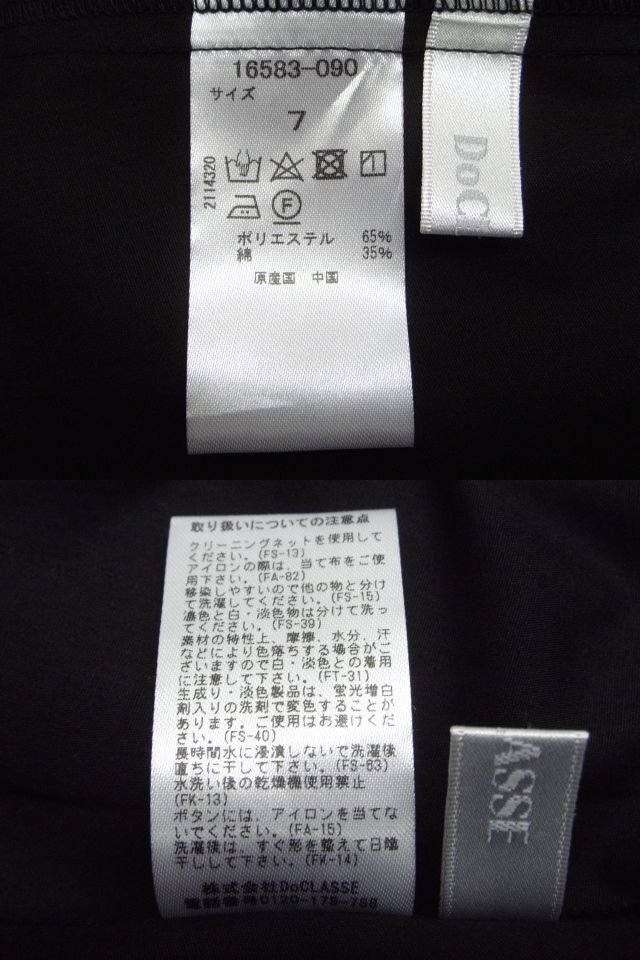 16583-090
サイズ
7
2114320
F
ポリエステル 65%
綿 35%
原産国 中国
DoCL
取り扱いについての注意点
クリーニングネットを使用して
ください。(FS-13)
アイロンの際は、当て布をご使
用下さい。(FA-82)
移染しやすいので他の物と分け
て洗濯してください。(FS-15)
濃色と白・淡色物は分けて洗っ
てください。(FS-39)
素材の特性上、摩擦、水分、汗
などにより色落ちする場合がご
ざいますので白・淡色との着用
に注意して下さい。(FT-31)
生成り・淡色製品は、蛍光増白
剤入りの洗剤で変色することが
あります。ご使用はお避けくだ
さい。(FS-40)
長時間水に浸漬しないで洗濯後
直ちに干して下さい。(FS-63)
水洗い後の乾燥機使用禁止
(FK-13)
ボタンには、アイロンを当てな
いでください。(FA-15)
洗濯後は、すぐ形を整えて日陰
干しして下さい。(FK-14)
株式会社DoCLASSE
電話番号0120-178-788
ASSE